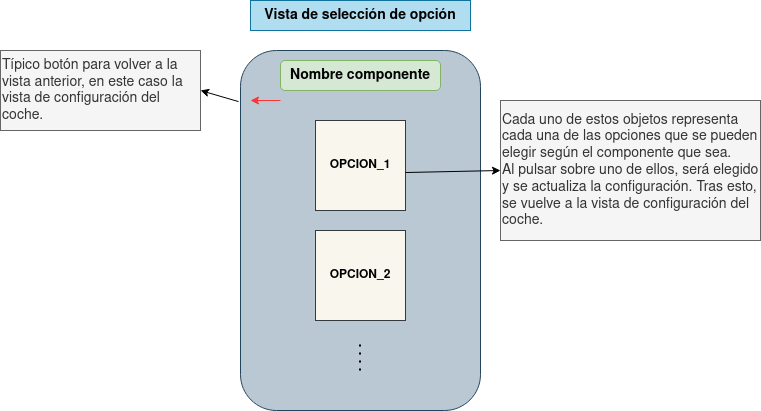 Vista de selección de opción
Típico botón para volver a la
vista anterior, en este caso la
vista de configuración del
coche.
Nombre componente
Cada uno de estos objetos representa
cada una de las opciones que se pueden
elegir según el componente que sea.
Al pulsar sobre uno de ellos, será elegido
y se actualiza la configuración. Tras esto,
se vuelve a la vista de configuración del
coche.
OPCION_1
OPCION_2